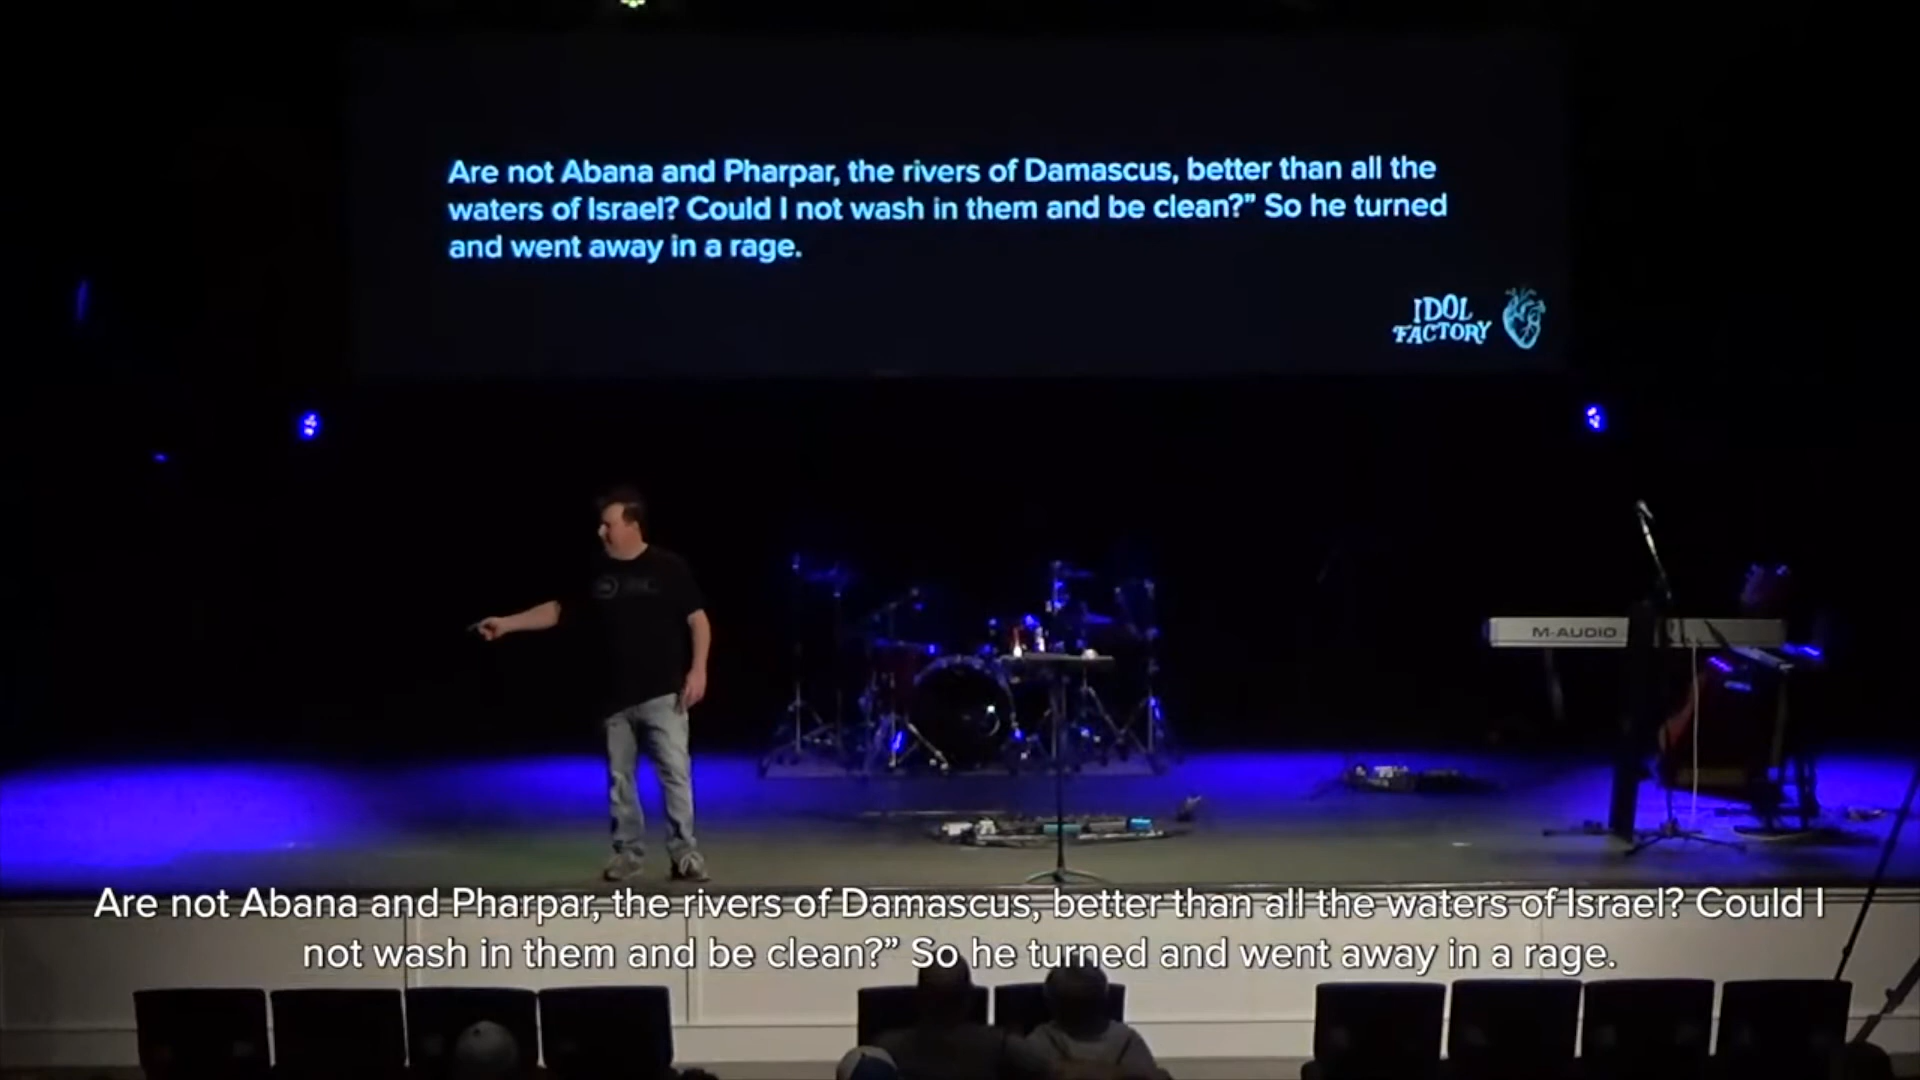 Are not Abana and Pharpar, the rivers of Damascus, better than all the
waters of Israel? Could I not wash in them and be clean?” So he turned
and went away in a rage.
IDOL
FACTORY
M-AUDIO
Are not Abana and Pharpar, the rivers of Damascus, better than all the waters of Israel? Could I
not wash in them and be clean?” So he turned and went away in a rage.